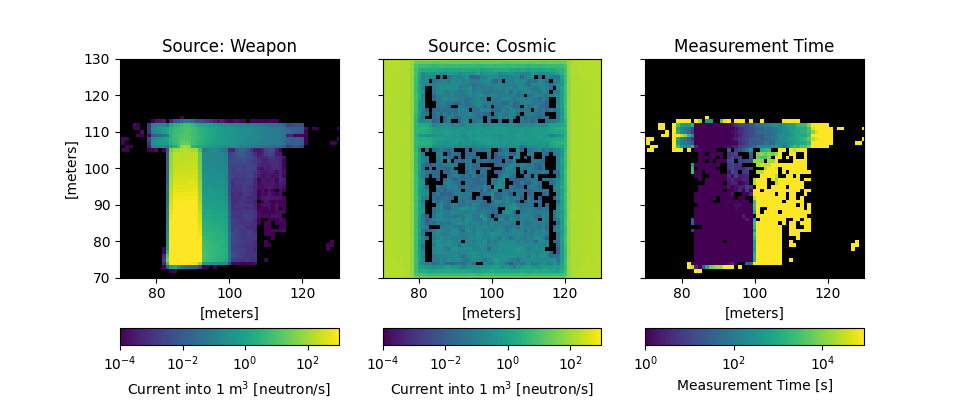 Source: Weapon
Source: Cosmic
Measurement Time
130
120
110
100
90
80
70
[meters]
80 100 120
80 100 120
80 100 120
[meters]
[meters]
[meters]
10⁻⁴ 10⁻² 10⁰ 10²
10⁻⁴ 10⁻² 10⁰ 10²
10⁰ 10² 10⁴
Current into 1 m³ [neutron/s]
Current into 1 m³ [neutron/s]
Measurement Time [s]